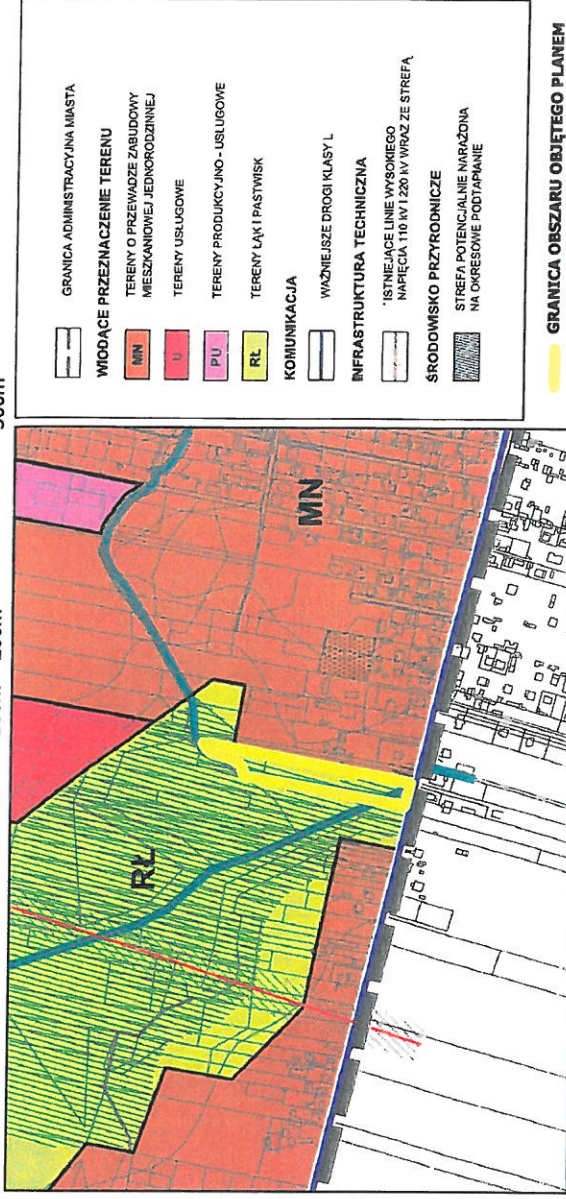 500m
GRANICA ADMINISTRACYJNA MIASTA
WIODĄCE PRZEZNACZENIE TERENU
MN
TERENY O PRZEWADZE ZABUDOWY
MIESZKANIOWEJ JEDNORODZINNEJ
U
TERENY USŁUGOWE
PU
TERENY PRODUKCYJNO - USŁUGOWE
RŁ
TERENY ŁĄK I PASTWISK
KOMUNIKACJA
WAŻNIEJSZE DROGI KLASY L
INFRASTRUKTURA TECHNICZNA
ISTNIEJĄCE LINIE WYSOKIEGO
NAPIĘCIA 110 kV I 220 kV WRAZ ZE STREFĄ
ŚRODOWISKO PRZYRODNICZE
STREFA POTENCJALNIE NARAŻONA
NA OKRESOWE PODTAPIANIE
GRANICA OBSZARU OBJĘTEGO PLANEM
MN
RŁ